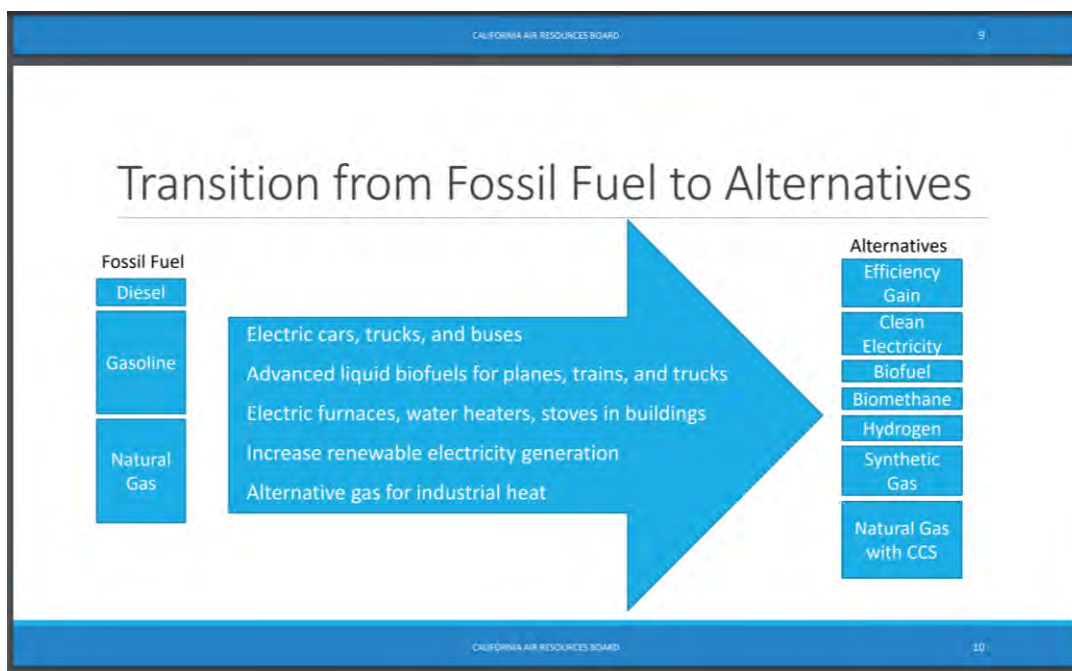 CALIFORNIA AIR RESOURCES BOARD
9
Transition from Fossil Fuel to Alternatives
Fossil Fuel
Diesel
Gasoline
Natural
Gas
Electric cars, trucks, and buses
Advanced liquid biofuels for planes, trains, and trucks
Electric furnaces, water heaters, stoves in buildings
Increase renewable electricity generation
Alternative gas for industrial heat
Alternatives
Efficiency
Gain
Clean
Electricity
Biofuel
Biomethane
Hydrogen
Synthetic
Gas
Natural Gas
with CCS
CALIFORNIA AIR RESOURCES BOARD
10